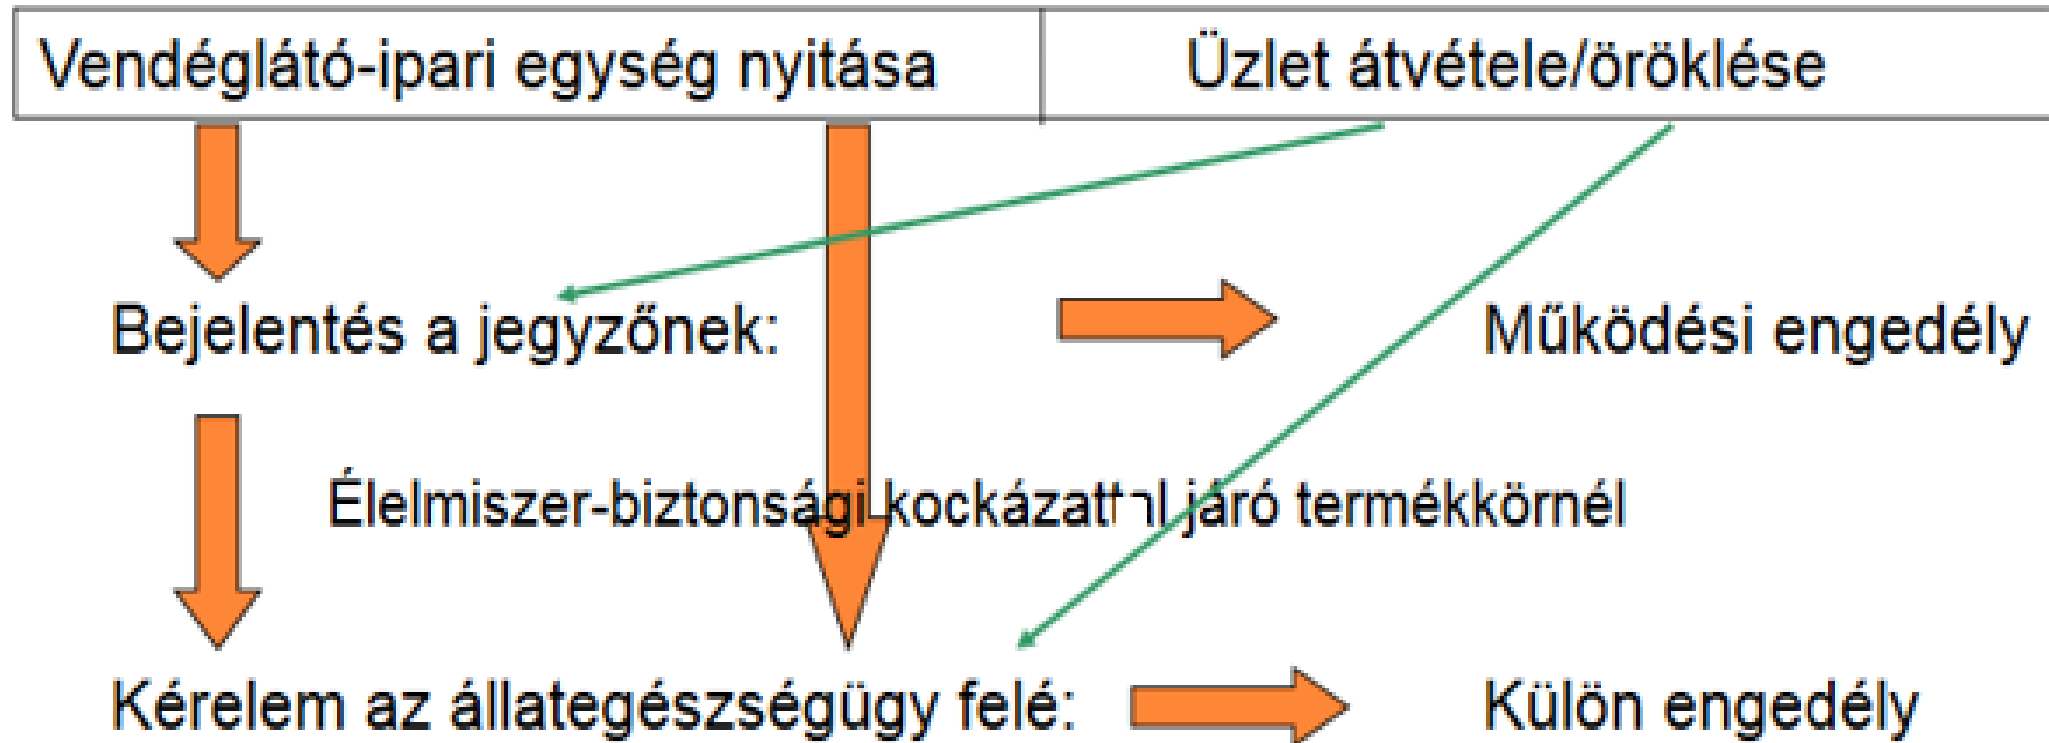 Vendéglátó-ipari egység nyitása Üzlet átvétele/öröklése
Bejelentés a jegyzőnek: Működési engedély
Élelmiszer-biztonsági kockázattal járó termékkörnél
Kérelem az állategészségügy felé: Külön engedély